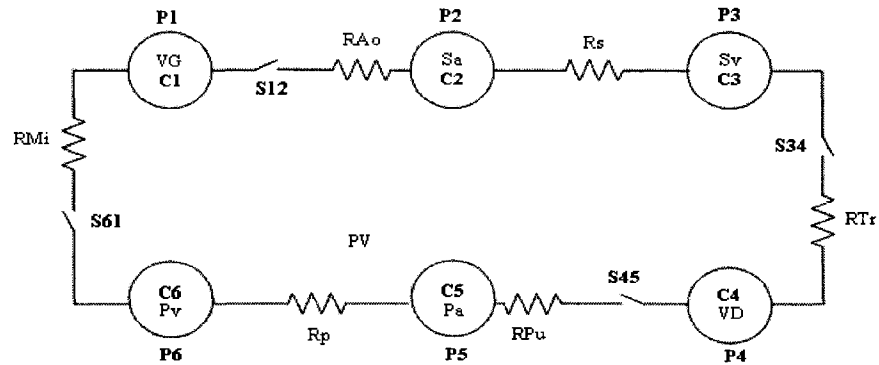 P1
P2
P3
RAo
Rs
VG
C1
Sa
C2
Sv
C3
S12
RMi
S34
S61
RTr
PV
S45
C6
Pv
C5
Pa
C4
VD
Rp
RPu
P6
P5
P4